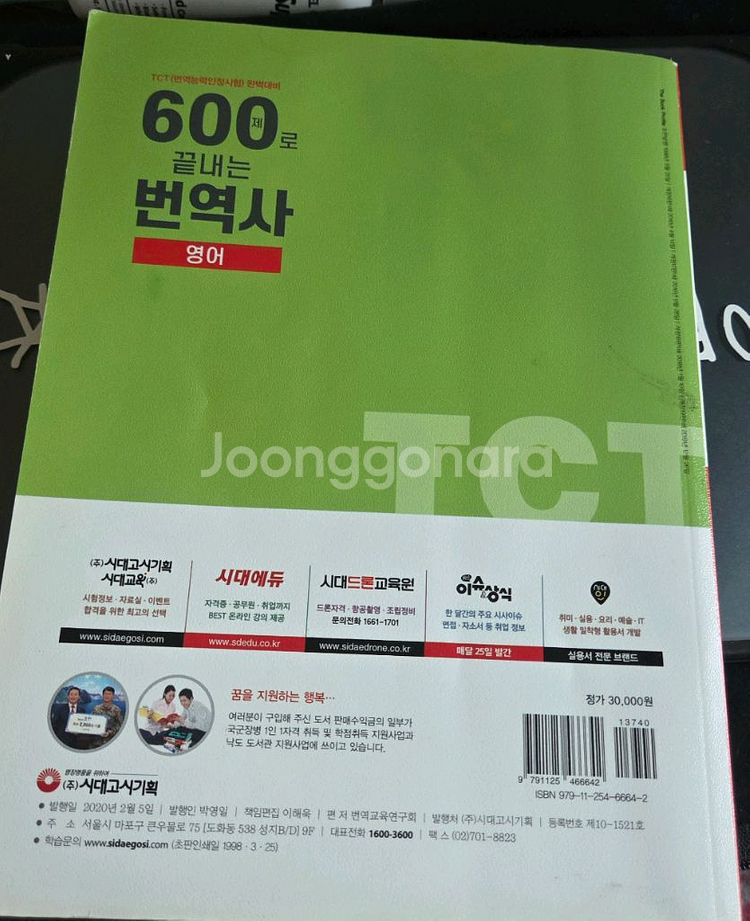 TCT(번역능력인정시험) 완벽대비
600제로
끝내는
번역사
영어
TCT
Joonggonara
(주)시대고시기획
시대교육(주)
시험정보·자료실·이벤트
합격을 위한 최고의 선택
www.sidaegosi.com
시대에듀
자격증·공무원·취업까지
BEST 온라인 강의 제공
www.sdedu.co.kr
시대드론교육원
드론자격·항공촬영·조립정비
문의전화 1661-1701
www.sidaedrone.co.kr
이슈&상식
한 달간의 주요 시사이슈
면접·자소서 등 취업 정보
매달 25일 발간
시대인
취미·실용·요리·예술·IT
생활 밀착형 활용서 개발
실용서 전문 브랜드
꿈을 지원하는 행복…
여러분이 구입해 주신 도서 판매수익금의 일부가
국군장병 1인 1자격 취득 및 학점취득 지원사업과
낙도 도서관 지원사업에 쓰이고 있습니다.
정가 30,000원
13740
9 791125 466642
ISBN 979-11-254-6664-2
평생행복을 위하여
(주)시대고시기획
• 발행일 2020년 2월 5일 | 발행인 박영일 | 책임편집 이해욱 | 편 저 번역교육연구회 | 발행처 (주)시대고시기획 | 등록번호 제10-1521호
• 주 소 서울시 마포구 큰우물로 75 [도화동 538 성지B/D] 9F | 대표전화 1600-3600 | 팩 스 (02)701-8823
• 학습문의 www.sidaegosi.com (초판인쇄일 1998·3·25)